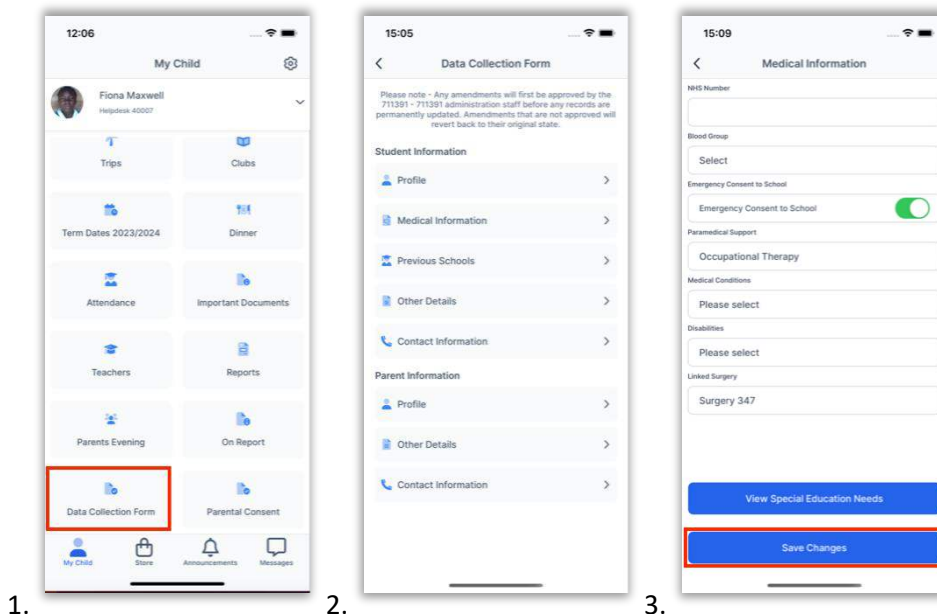 12:06
My Child
Fiona Maxwell
Helpdesk 40007
Trips
Clubs
Term Dates 2023/2024
Dinner
Attendance
Important Documents
Teachers
Reports
Parents Evening
On Report
Data Collection Form
Parental Consent
My Child
Store
Announcements
Messages
1.
15:05
Data Collection Form
Please note - Any amendments will first be approved by the
711391 - 711391 administration staff before any records are
permanently updated. Amendments that are not approved will
revert back to their original state.
Student Information
Profile
Medical Information
Previous Schools
Other Details
Contact Information
Parent Information
Profile
Other Details
Contact Information
2.
15:09
Medical Information
NHS Number
Blood Group
Select
Emergency Consent to School
Emergency Consent to School
Paramedical Support
Occupational Therapy
Medical Conditions
Please select
Disabilities
Please select
Linked Surgery
Surgery 347
View Special Education Needs
Save Changes
3.